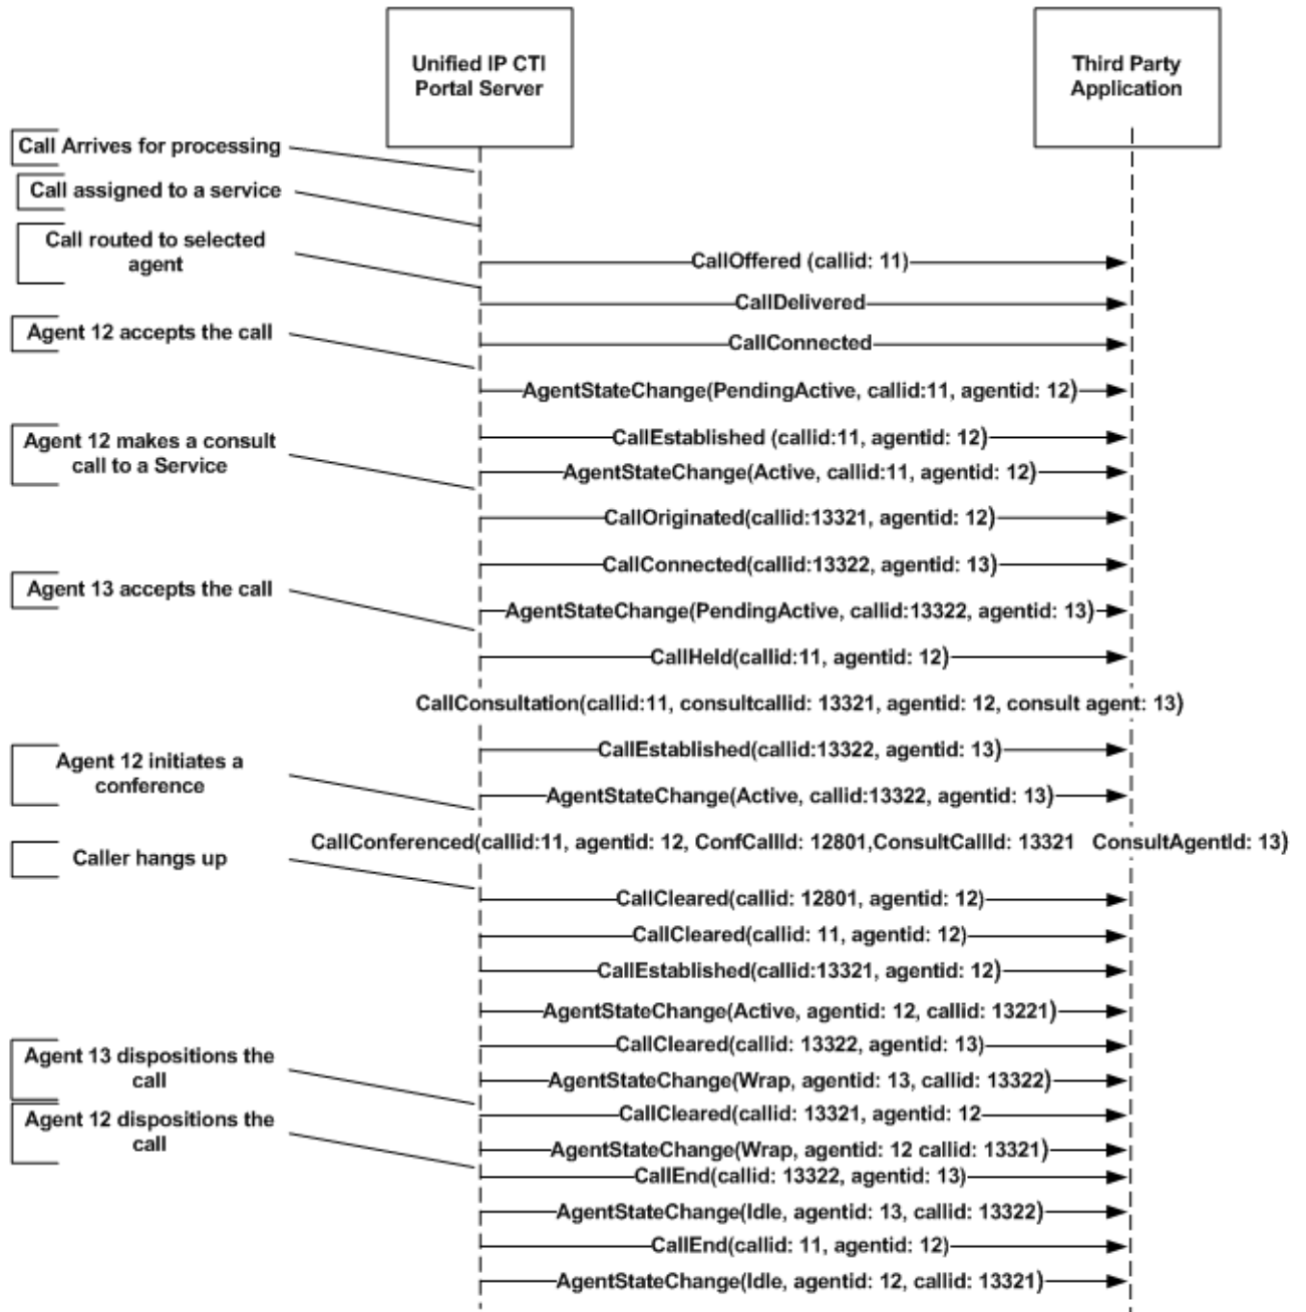 Unified IP CTI
Portal Server
Third Party
Application
Call Arrives for processing
Call assigned to a service
Call routed to selected
agent
CallOffered (callid: 11)
CallDelivered
Agent 12 accepts the call
CallConnected
AgentStateChange(PendingActive, callid:11, agentid: 12)
Agent 12 makes a consult
call to a Service
CallEstablished (callid:11, agentid: 12)
AgentStateChange(Active, callid:11, agentid: 12)
CallOriginated(callid:13321, agentid: 12)
CallConnected(callid:13322, agentid: 13)
Agent 13 accepts the call
AgentStateChange(PendingActive, callid:13322, agentid: 13)
CallHeld(callid:11, agentid: 12)
CallConsultation(callid:11, consultcallid: 13321, agentid: 12, consult agent: 13)
CallEstablished(callid:13322, agentid: 13)
Agent 12 initiates a
conference
AgentStateChange(Active, callid:13322, agentid: 13)
CallConferenced(callid:11, agentid: 12, ConfCallId: 12801,ConsultCallId: 13321 ConsultAgentId: 13)
Caller hangs up
CallCleared(callid: 12801, agentid: 12)
CallCleared(callid: 11, agentid: 12)
CallEstablished(callid:13321, agentid: 12)
AgentStateChange(Active, agentid: 12, callid: 13221)
CallCleared(callid: 13322, agentid: 13)
Agent 13 dispositions the
call
AgentStateChange(Wrap, agentid: 13, callid: 13322)
CallCleared(callid: 13321, agentid: 12
Agent 12 dispositions the
call
AgentStateChange(Wrap, agentid: 12 callid: 13321)
CallEnd(callid: 13322, agentid: 13)
AgentStateChange(Idle, agentid: 13, callid: 13322)
CallEnd(callid: 11, agentid: 12)
AgentStateChange(Idle, agentid: 12, callid: 13321)